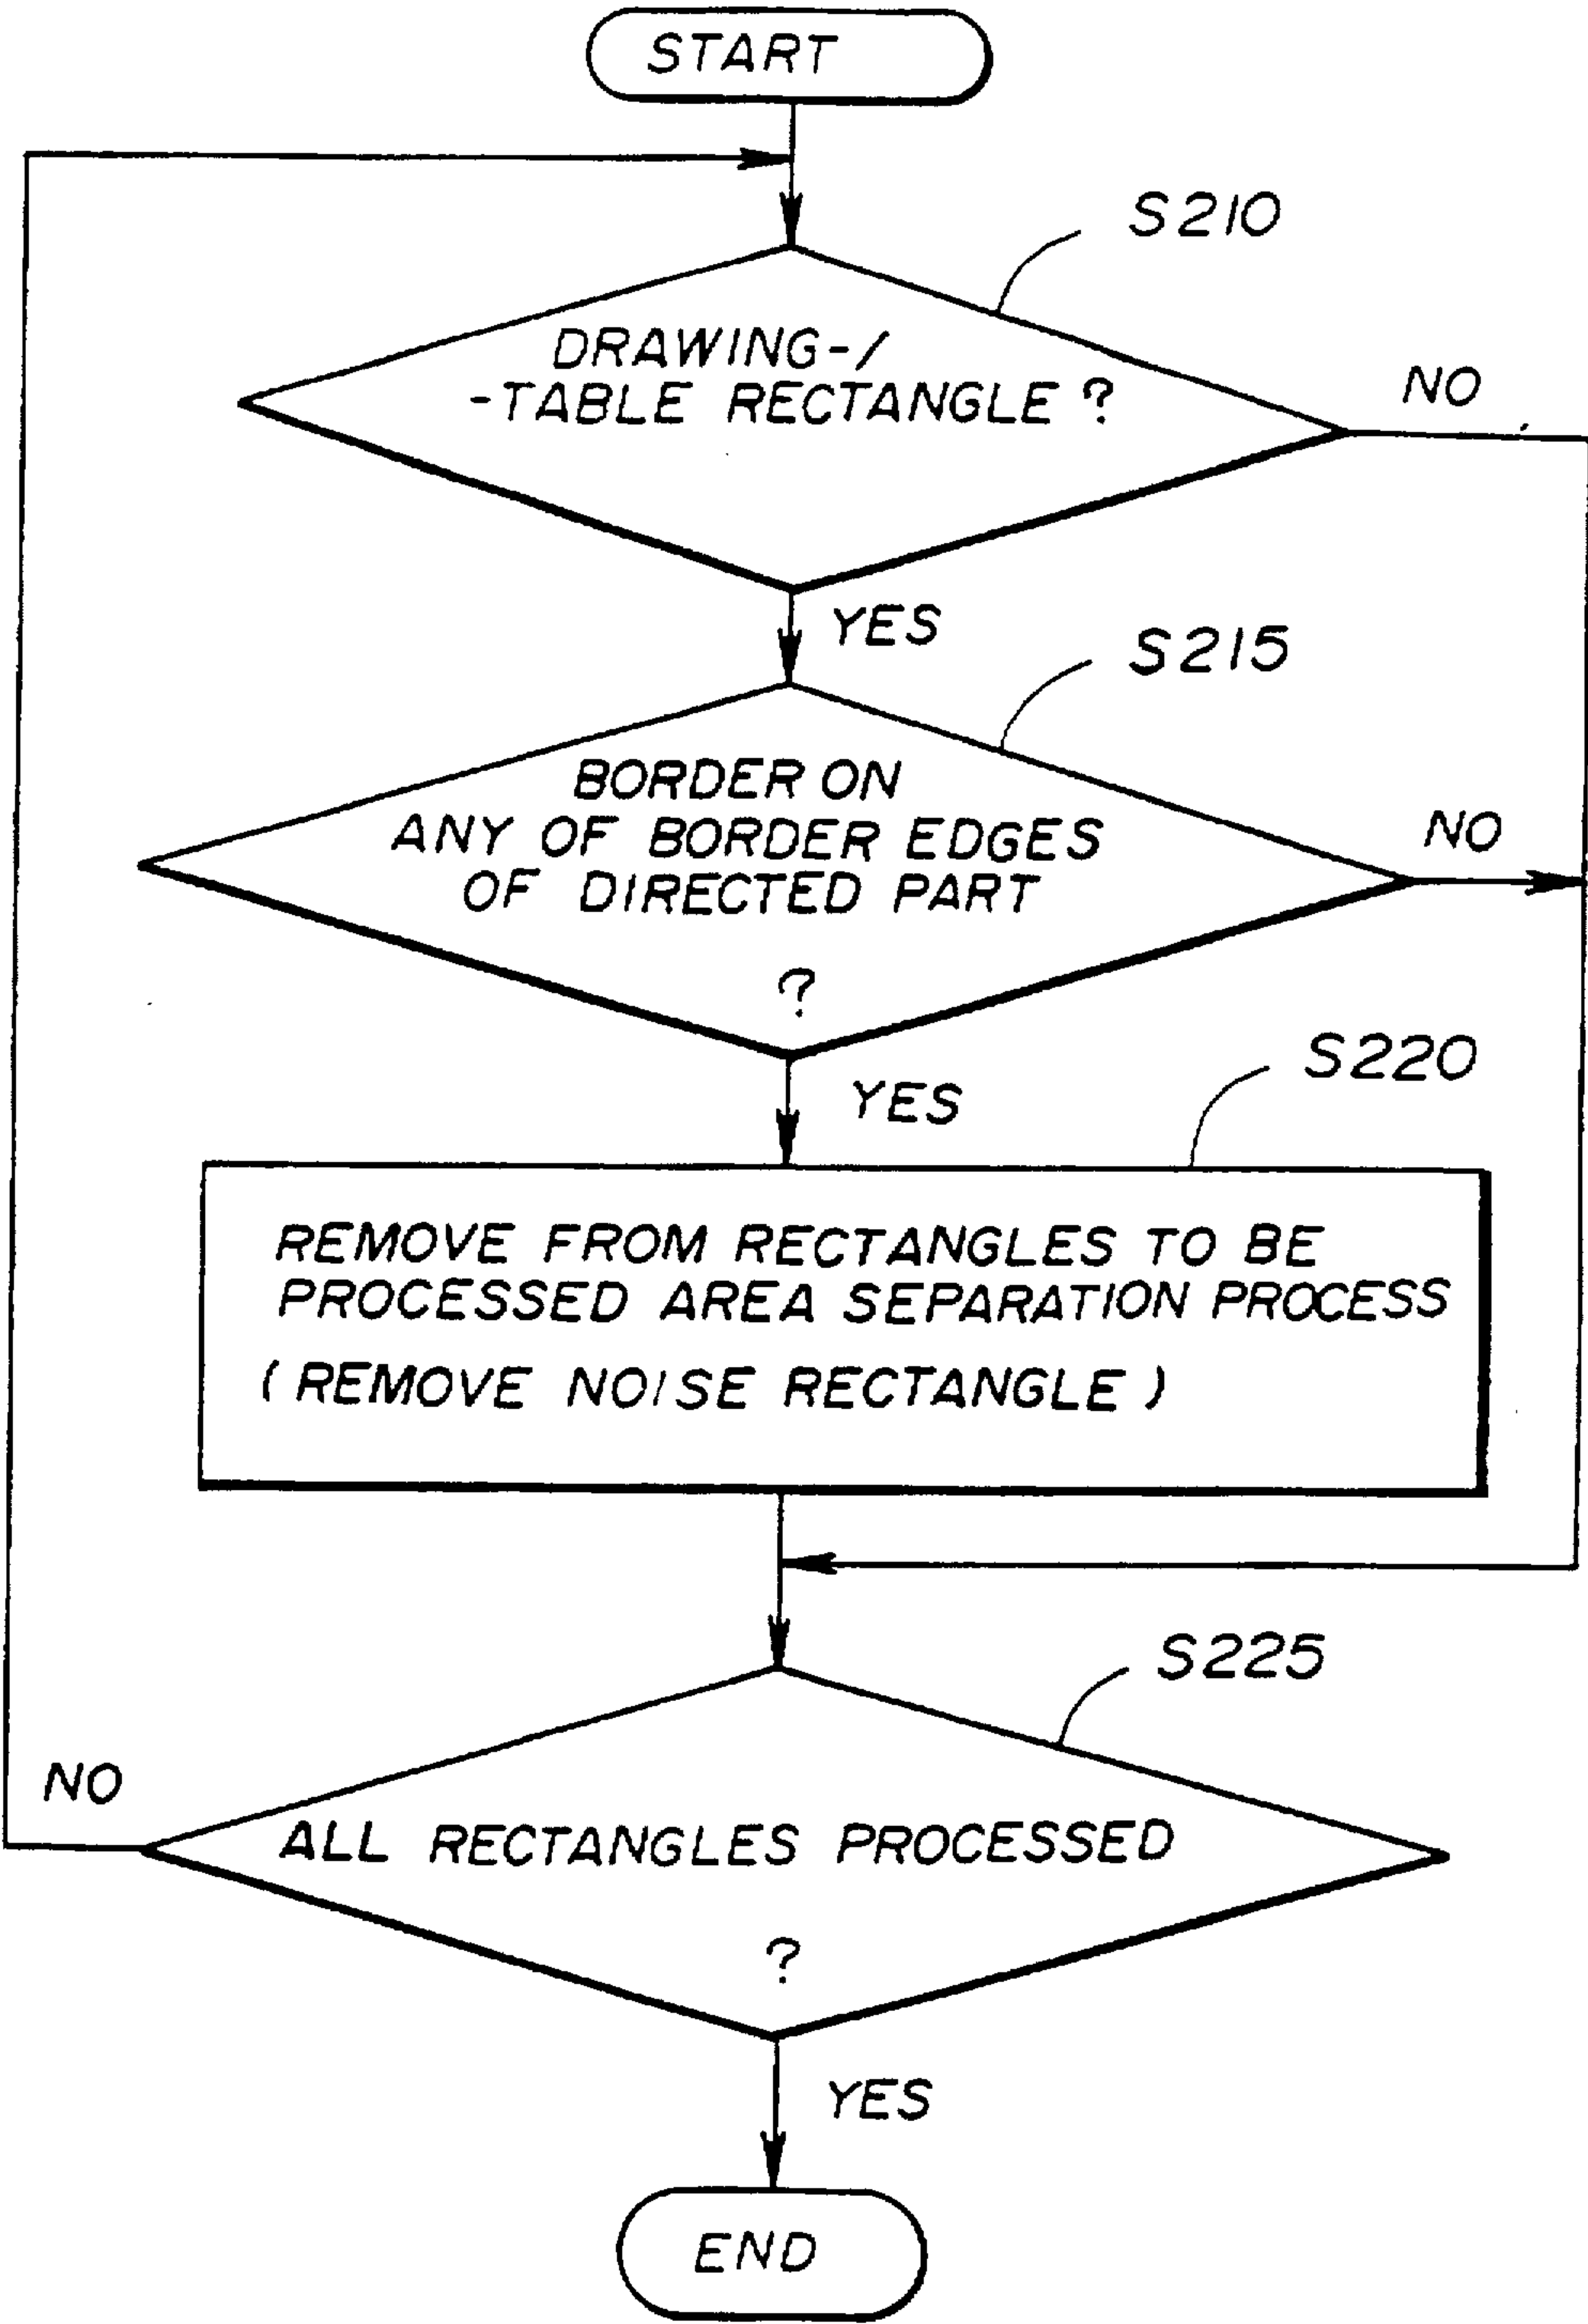 START
S210
DRAWING-/
-TABLE RECTANGLE ?
NO
YES
S215
BORDER ON
ANY OF BORDER EDGES
OF DIRECTED PART
?
NO
YES
S220
REMOVE FROM RECTANGLES TO BE
PROCESSED AREA SEPARATION PROCESS
( REMOVE NOISE RECTANGLE )
S225
NO
ALL RECTANGLES PROCESSED
?
YES
END